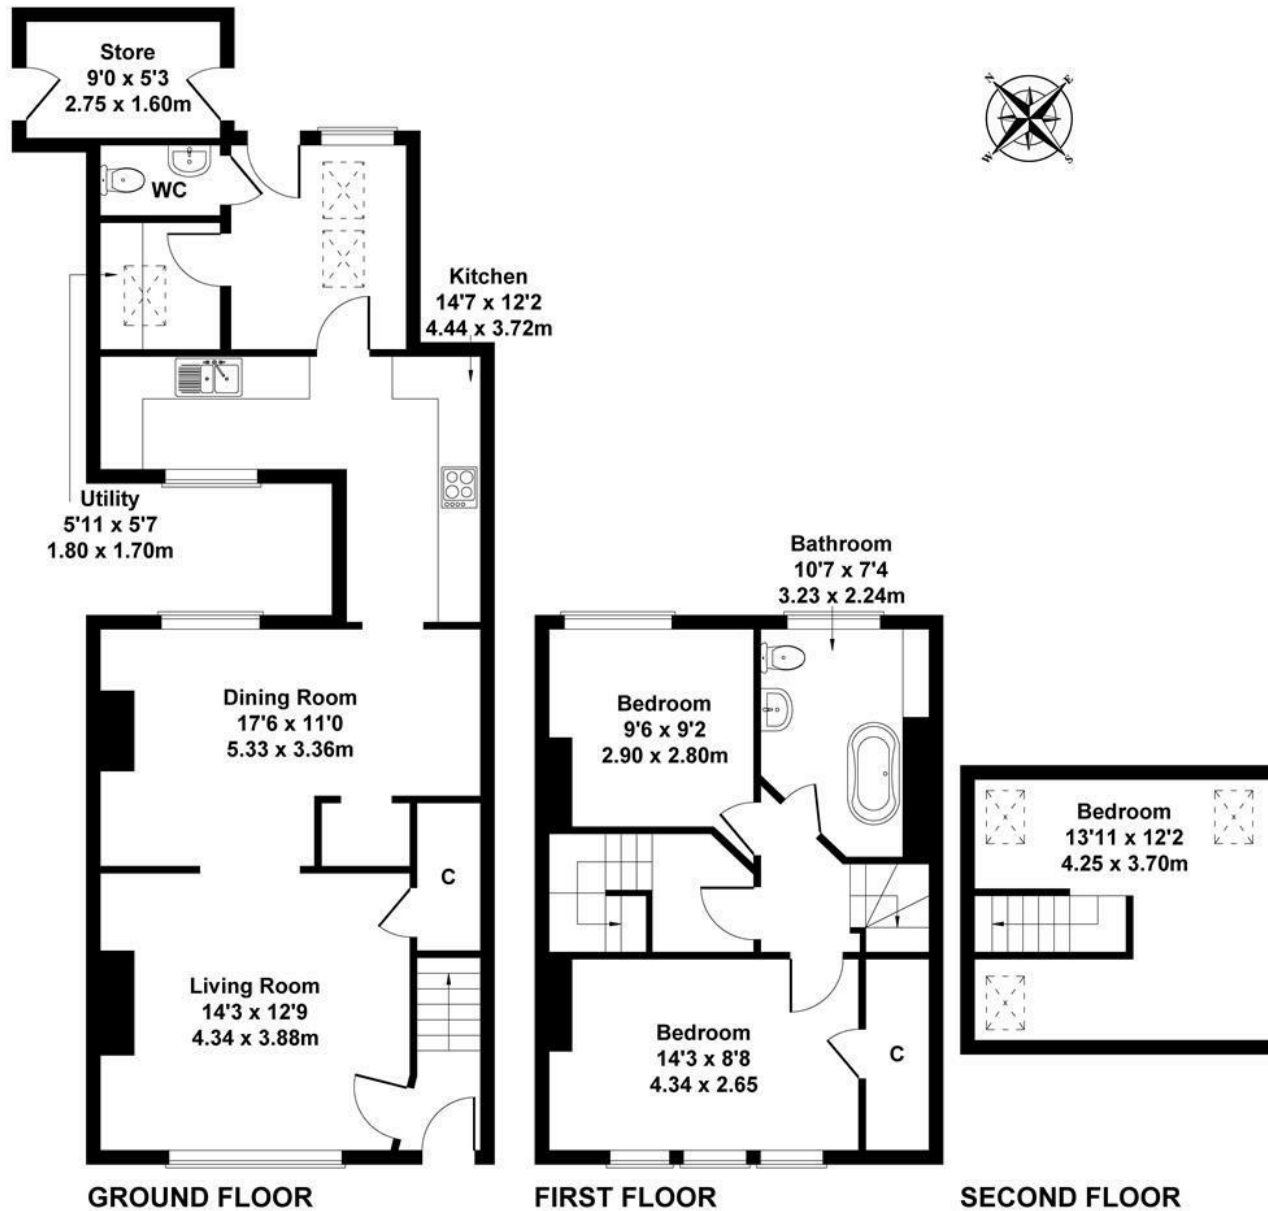 Store
9'0 x 5'3
2.75 x 1.60m
N
E
W
S
WC
Kitchen
14'7 x 12'2
4.44 x 3.72m
Utility
5'11 x 5'7
1.80 x 1.70m
Bathroom
10'7 x 7'4
3.23 x 2.24m
Dining Room
17'6 x 11'0
5.33 x 3.36m
Bedroom
9'6 x 9'2
2.90 x 2.80m
Bedroom
13'11 x 12'2
4.25 x 3.70m
C
Living Room
14'3 x 12'9
4.34 x 3.88m
Bedroom
14'3 x 8'8
4.34 x 2.65
C
GROUND FLOOR
FIRST FLOOR
SECOND FLOOR